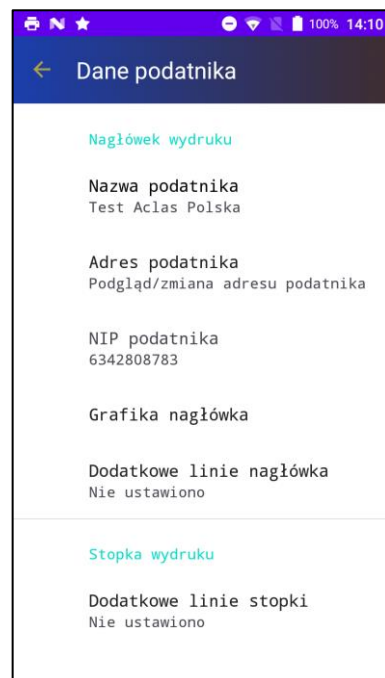 100% 14:10
Dane podatnika
Nagłówek wydruku
Nazwa podatnika
Test Aclas Polska
Adres podatnika
Podgląd/zmiana adresu podatnika
NIP podatnika
6342808783
Grafika nagłówka
Dodatkowe linie nagłówka
Nie ustawiono
Stopka wydruku
Dodatkowe linie stopki
Nie ustawiono